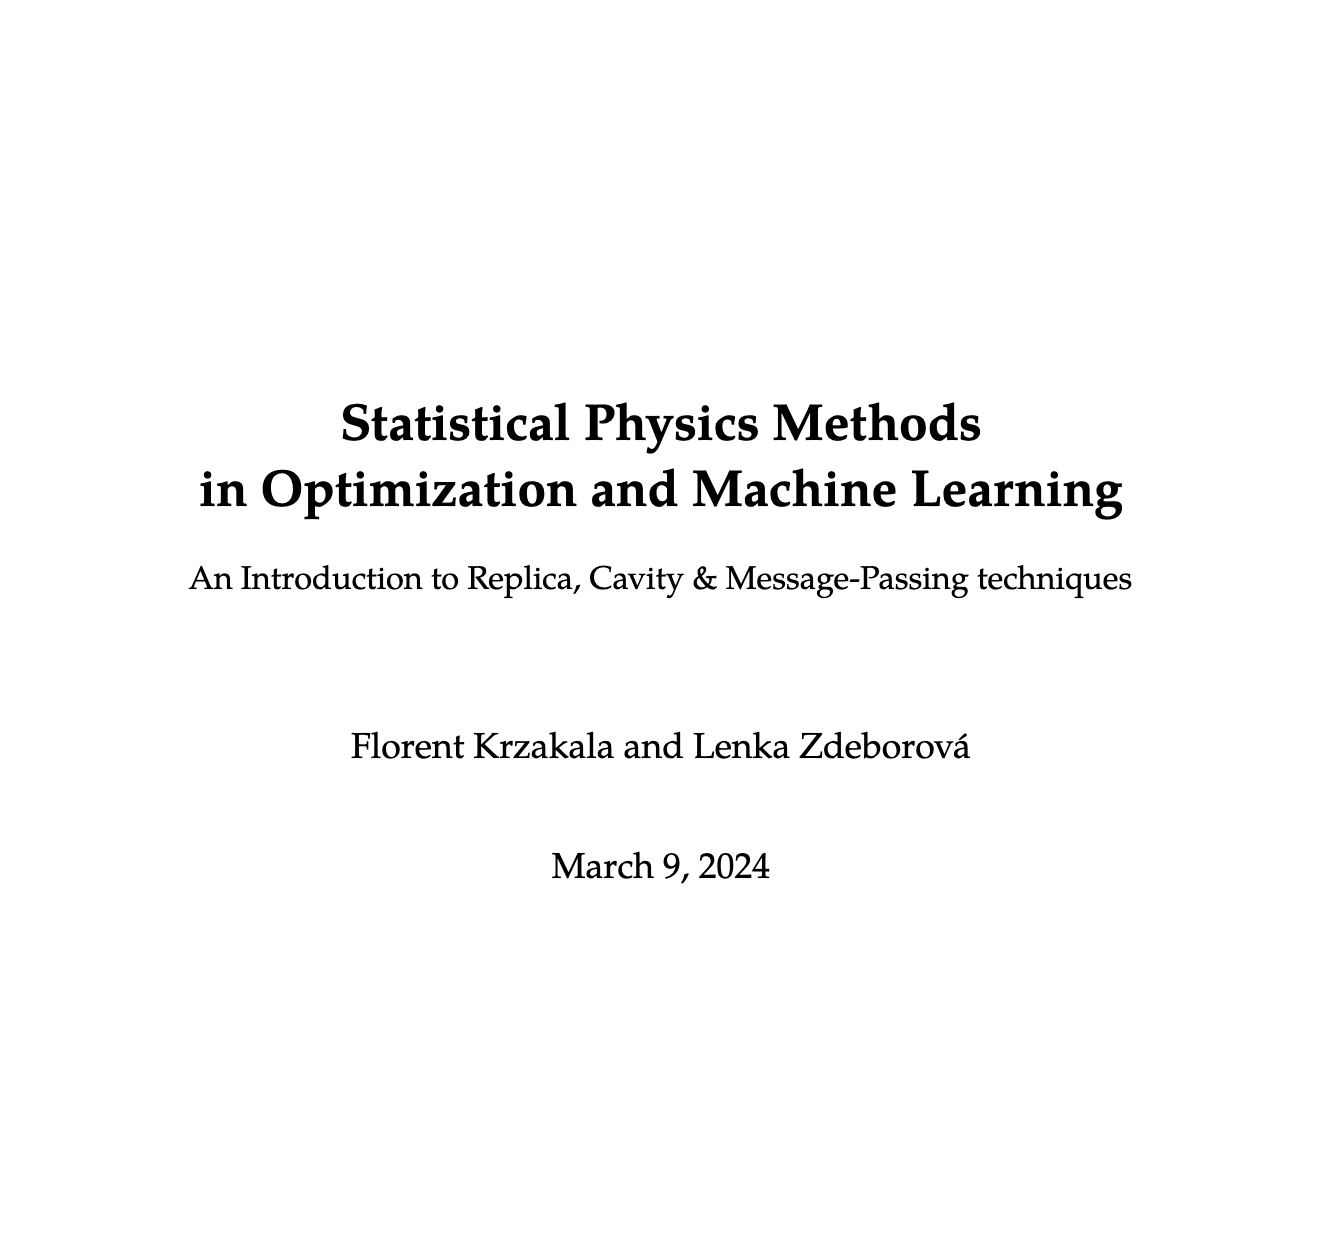 Statistical Physics Methods
in Optimization and Machine Learning
An Introduction to Replica, Cavity & Message-Passing techniques
Florent Krzakala and Lenka Zdeborová
March 9, 2024